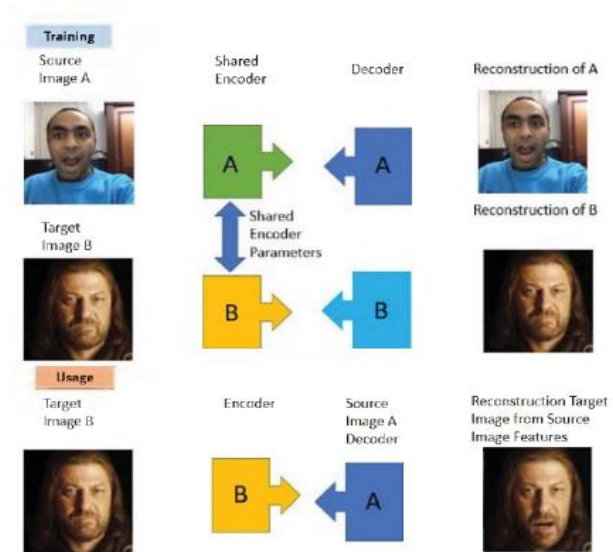 Training
Source
Image A
Shared
Encoder
Decoder
Reconstruction of A
A
A
Shared
Encoder
Parameters
Reconstruction of B
Target
Image B
B
B
Usage
Target
Image B
Encoder
Source
Image A
Decoder
Reconstruction Target
Image from Source
Image Features
B
A